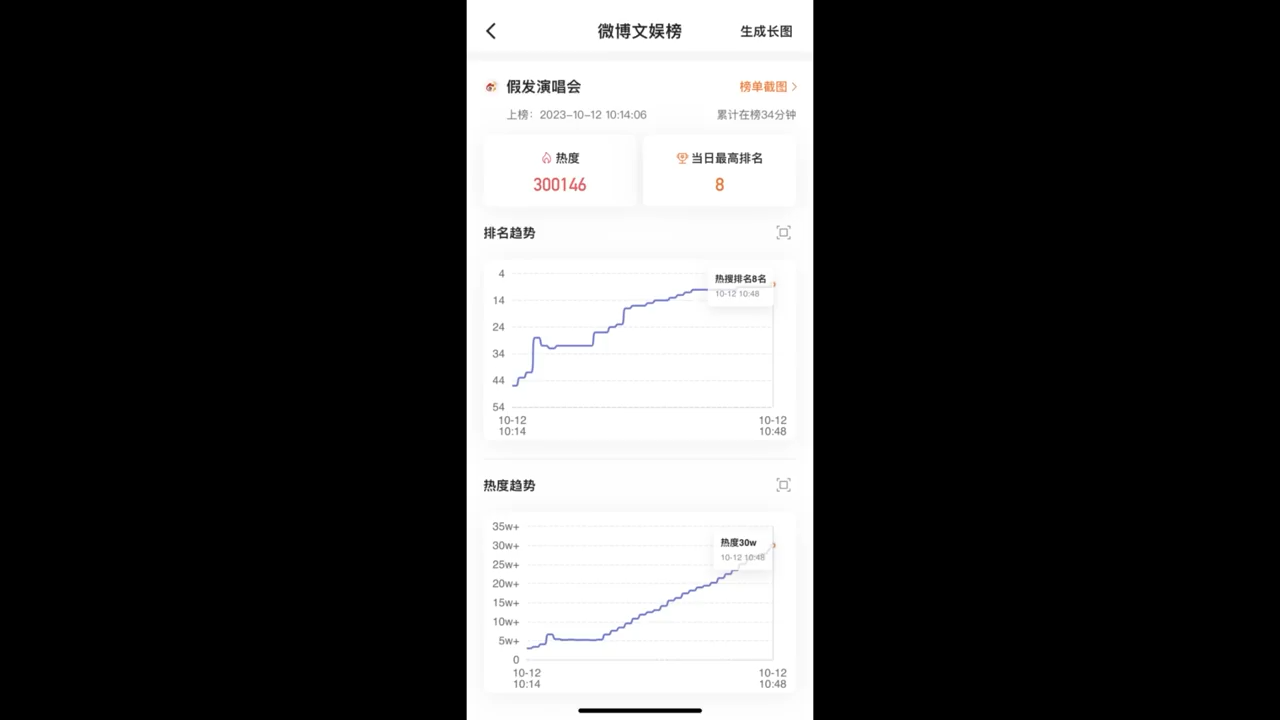 微博文娱榜 生成长图
假发演唱会 榜单截图
上榜：2023-10-12 10:14:06 累计在榜34分钟
热度 当日最高排名
300146 8
排名趋势
4
热搜排名8名
10-12 10:48
14
24
34
44
54
10-12 10-12
10:14 10:48
热度趋势
35w+
热度30w
30w+
10-12 10:48
25w+
20w+
15w+
10w+
5w+
0
10-12 10-12
10:14 10:48